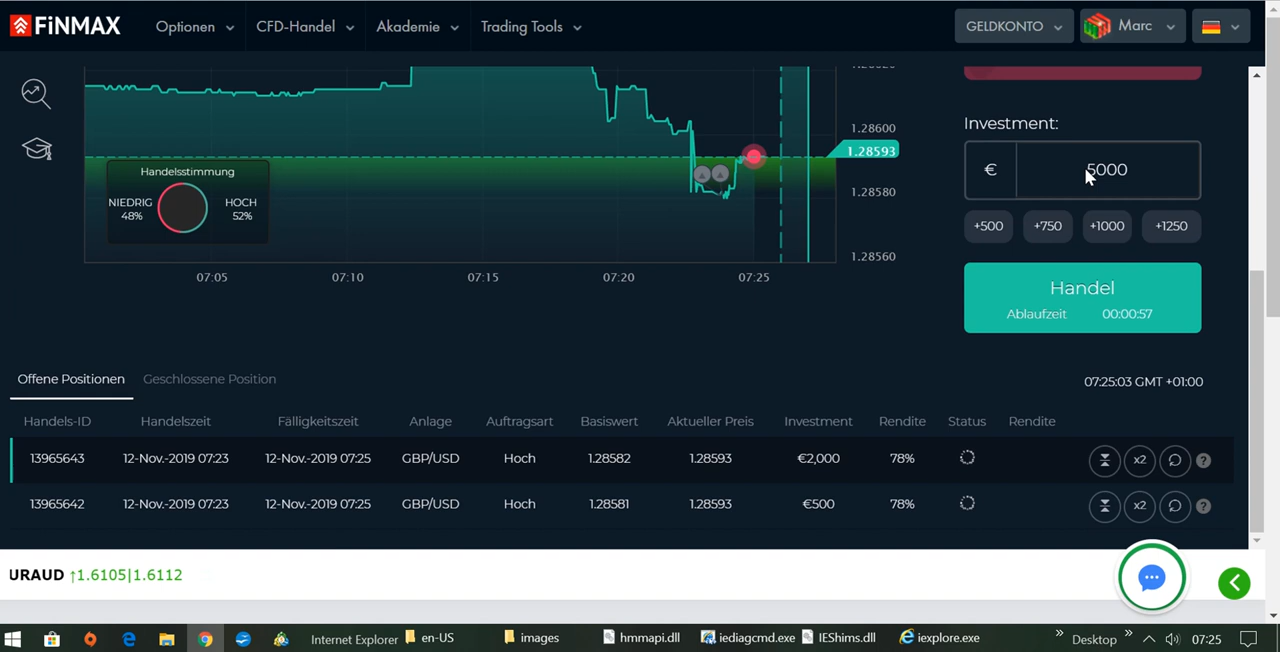 FiNMAX Optionen CFD-Handel Akademie Trading Tools GELDKONTO Marc
1.28600
1.28593
1.28580
1.28560
Handelsstimmung
NIEDRIG HOCH
48% 52%
07:05 07:10 07:15 07:20 07:25
Investment:
€ 5000
+500 +750 +1000 +1250
Handel
Ablaufzeit 00:00:57
Offene Positionen Geschlossene Position 07:25:03 GMT +01:00
Handels-ID Handelszeit Fälligkeitszeit Anlage Auftragsart Basiswert Aktueller Preis Investment Rendite Status Rendite
13965643 12-Nov.-2019 07:23 12-Nov.-2019 07:25 GBP/USD Hoch 1.28582 1.28593 €2,000 78% x2 ?
13965642 12-Nov.-2019 07:23 12-Nov.-2019 07:25 GBP/USD Hoch 1.28581 1.28593 €500 78% x2 ?
URAUD ↑1.6105|1.6112
Internet Explorer en-US images hmmapi.dll iediagcmd.exe IEShims.dll iexplore.exe » Desktop » 07:25